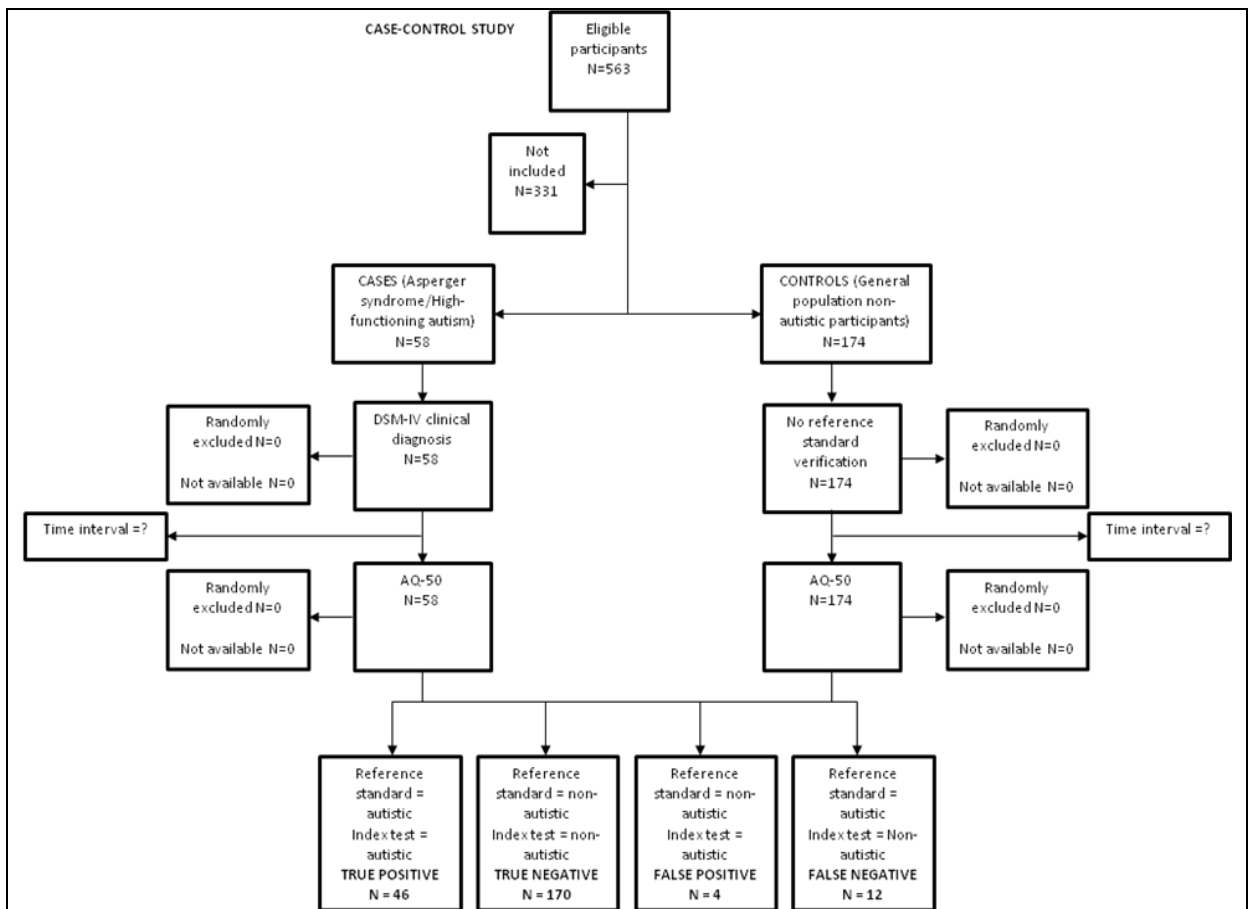 CASE-CONTROL STUDY
Eligible
participants
N=563
Not
included
N=331
CASES (Asperger
syndrome/High-
functioning autism)
N=58
CONTROLS (General
population non-
autistic participants)
N=174
Randomly
excluded N=0
Not available N=0
DSM-IV clinical
diagnosis
N=58
No reference
standard
verification
N=174
Randomly
excluded N=0
Not available N=0
Time interval =?
Time interval =?
Randomly
excluded N=0
Not available N=0
AQ-50
N=58
AQ-50
N=174
Randomly
excluded N=0
Not available N=0
Reference
standard =
autistic
Index test =
autistic
TRUE POSITIVE
N = 46
Reference
standard = non-
autistic
Index test = non-
autistic
TRUE NEGATIVE
N = 170
Reference
standard = non-
autistic
Index test =
autistic
FALSE POSITIVE
N = 4
Reference
standard =
autistic
Index test = Non-
autistic
FALSE NEGATIVE
N = 12